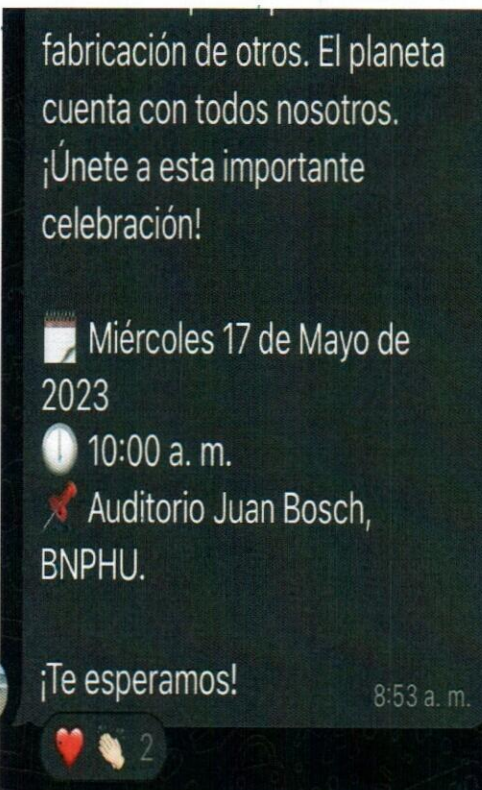 fabricación de otros. El planeta
cuenta con todos nosotros.
¡Únete a esta importante
celebración!
🗒️ Miércoles 17 de Mayo de
2023
🕛 10:00 a. m.
📌 Auditorio Juan Bosch,
BNPHU.
¡Te esperamos!
8:53 a. m.
❤️ 👏🏻 2